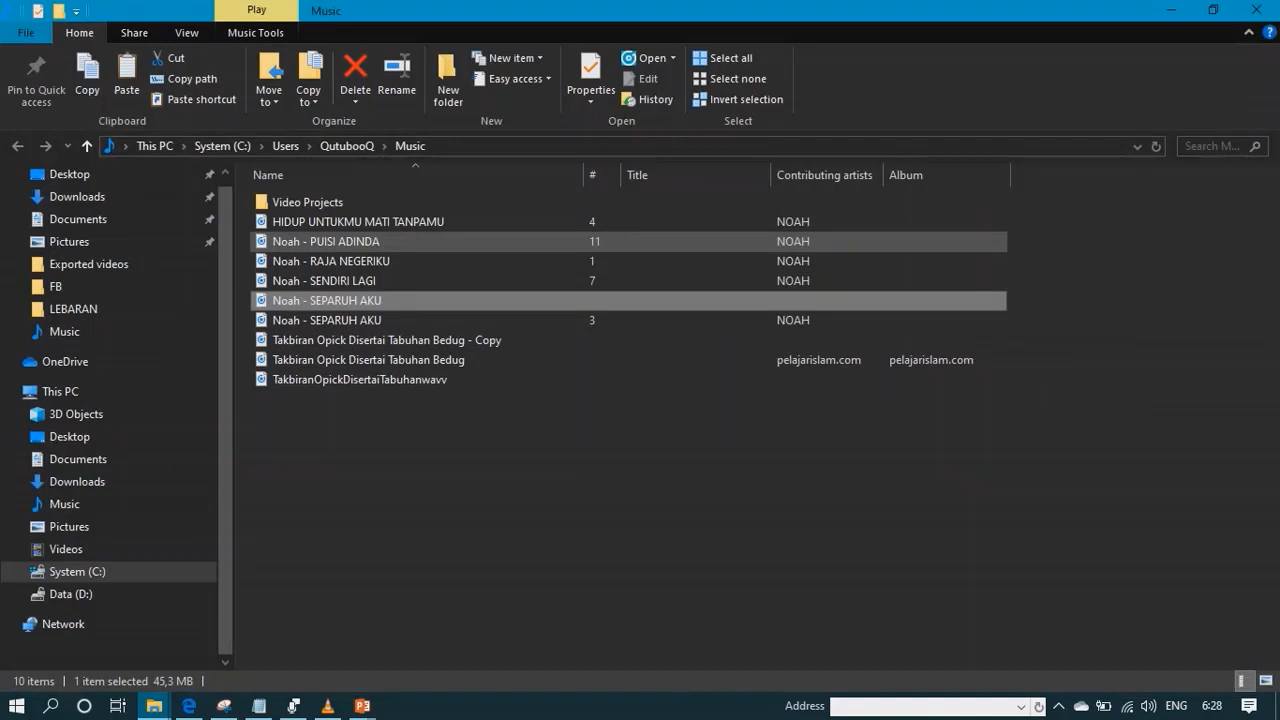 Play
Music
File
Home
Share
View
Music Tools
Pin to Quick access
Copy
Paste
Cut
Copy path
Paste shortcut
Clipboard
Move to
Copy to
Delete
Rename
Organize
New folder
New item
Easy access
New
Properties
Open
Edit
History
Open
Select all
Select none
Invert selection
Select
This PC
System (C:)
Users
QutubooQ
Music
Search M...
Name
#
Title
Contributing artists
Album
Video Projects
HIDUP UNTUKMU MATI TANPAMU 4 NOAH
Noah - PUISI ADINDA 11 NOAH
Noah - RAJA NEGERIKU 1 NOAH
Noah - SENDIRI LAGI 7 NOAH
Noah - SEPARUH AKU
Noah - SEPARUH AKU 3 NOAH
Takbiran Opick Disertai Tabuhan Bedug - Copy
Takbiran Opick Disertai Tabuhan Bedug pelajarislam.com pelajarislam.com
TakbiranOpickDisertaiTabuhanwavv
Desktop
Downloads
Documents
Pictures
Exported videos
FB
LEBARAN
Music
OneDrive
This PC
3D Objects
Desktop
Documents
Downloads
Music
Pictures
Videos
System (C:)
Data (D:)
Network
10 items
1 item selected 45,3 MB
Address
ENG
6:28